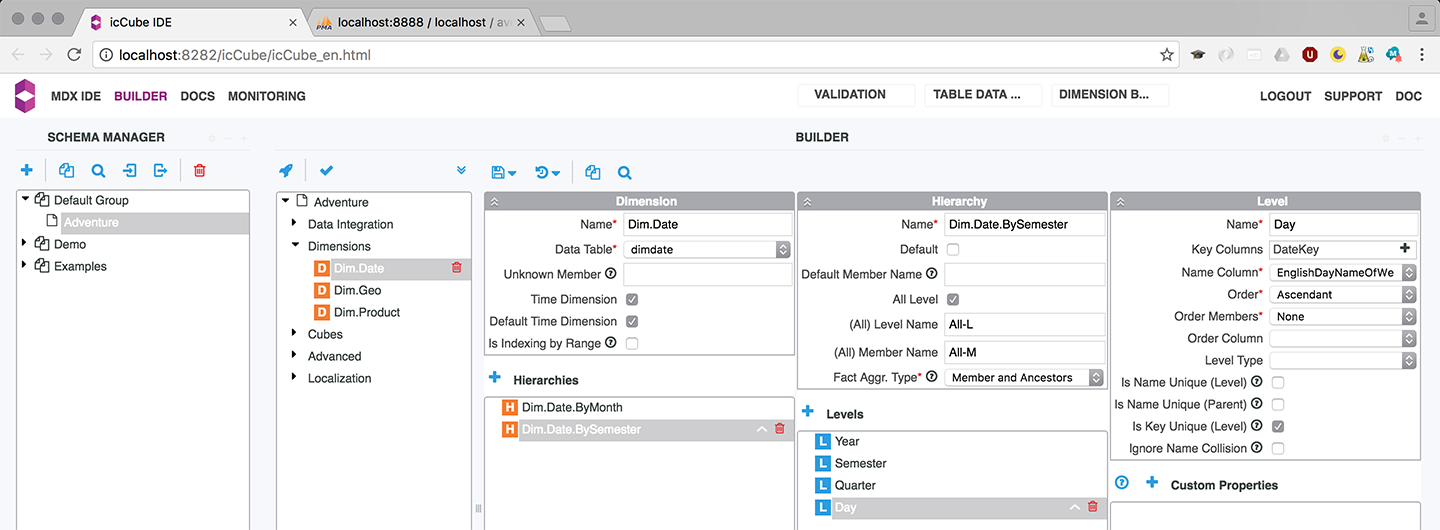 icCube IDE
PMA localhost:8888 / localhost / av
localhost:8282/icCube/icCube_en.html
MDX IDE BUILDER DOCS MONITORING
VALIDATION TABLE DATA ... DIMENSION B...
LOGOUT SUPPORT DOC
SCHEMA MANAGER
Default Group
Adventure
Demo
Examples
BUILDER
Adventure
Data Integration
Dimensions
D Dim.Date
D Dim.Geo
D Dim.Product
Cubes
Advanced
Localization
Dimension
Name* Dim.Date
Data Table* dimdate
Unknown Member ?
Time Dimension
Default Time Dimension
Is Indexing by Range ?
Hierarchies
H Dim.Date.ByMonth
H Dim.Date.BySemester
Hierarchy
Name* Dim.Date.BySemester
Default
Default Member Name ?
All Level
(All) Level Name All-L
(All) Member Name All-M
Fact Aggr. Type* ? Member and Ancestors
Levels
L Year
L Semester
L Quarter
L Day
Level
Name* Day
Key Columns DateKey
Name Column* EnglishDayNameOfWe
Order* Ascendant
Order Members* None
Order Column
Level Type
Is Name Unique (Level) ?
Is Name Unique (Parent) ?
Is Key Unique (Level) ?
Ignore Name Collision ?
? Custom Properties